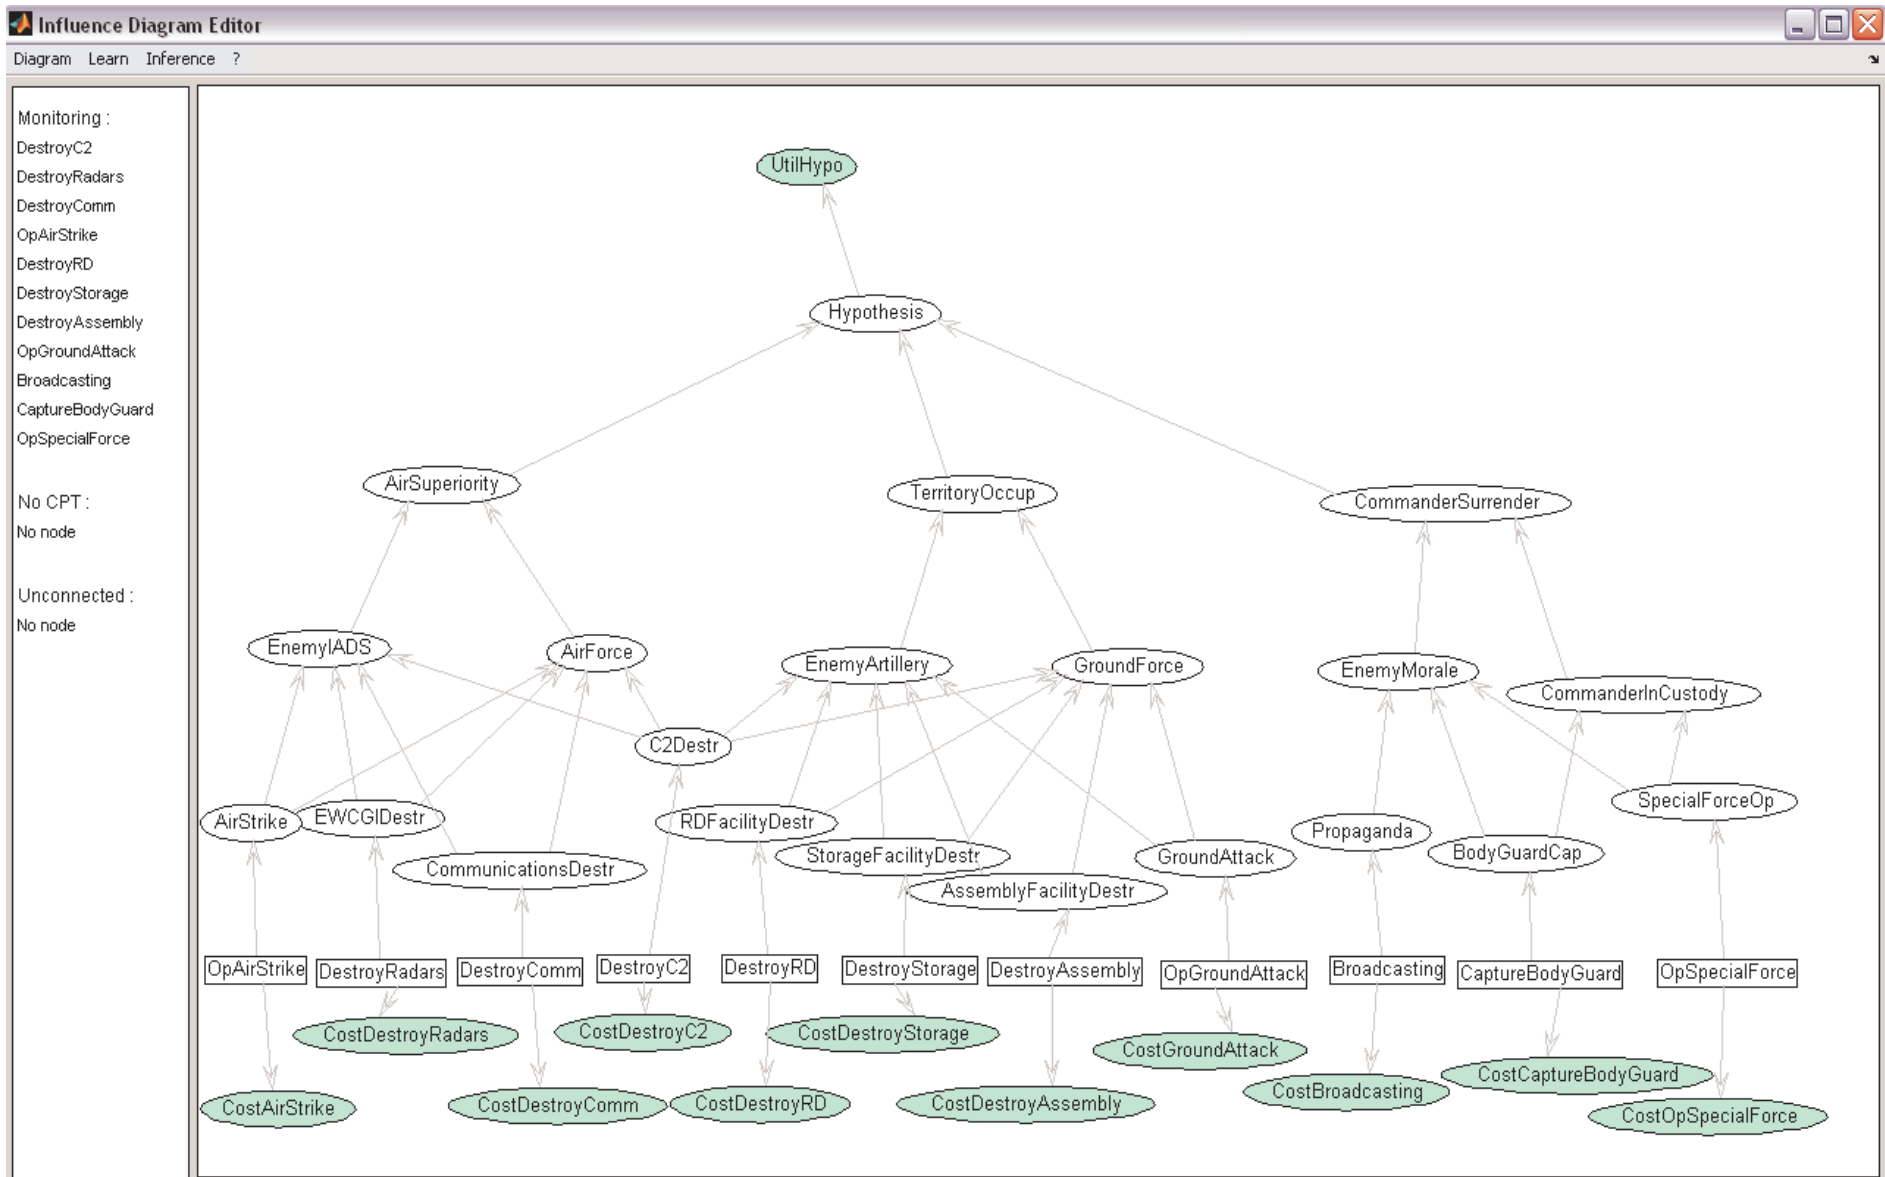 Influence Diagram Editor
Diagram Learn Inference ?
Monitoring :
DestroyC2
DestroyRadars
DestroyComm
OpAirStrike
DestroyRD
DestroyStorage
DestroyAssembly
OpGroundAttack
Broadcasting
CaptureBodyGuard
OpSpecialForce
No CPT :
No node
Unconnected :
No node
UtilHypo
Hypothesis
AirSuperiority
TerritoryOccup
CommanderSurrender
EnemyIADS
AirForce
EnemyArtillery
GroundForce
EnemyMorale
CommanderInCustody
C2Destr
AirStrike
EWCGIDestr
RDFacilityDestr
SpecialForceOp
Propaganda
CommunicationsDestr
StorageFacilityDestr
GroundAttack
BodyGuardCap
AssemblyFacilityDestr
OpAirStrike
DestroyRadars
DestroyComm
DestroyC2
DestroyRD
DestroyStorage
DestroyAssembly
OpGroundAttack
Broadcasting
CaptureBodyGuard
OpSpecialForce
CostDestroyRadars
CostDestroyC2
CostDestroyStorage
CostGroundAttack
CostCaptureBodyGuard
CostBroadcasting
CostAirStrike
CostDestroyComm
CostDestroyRD
CostDestroyAssembly
CostOpSpecialForce